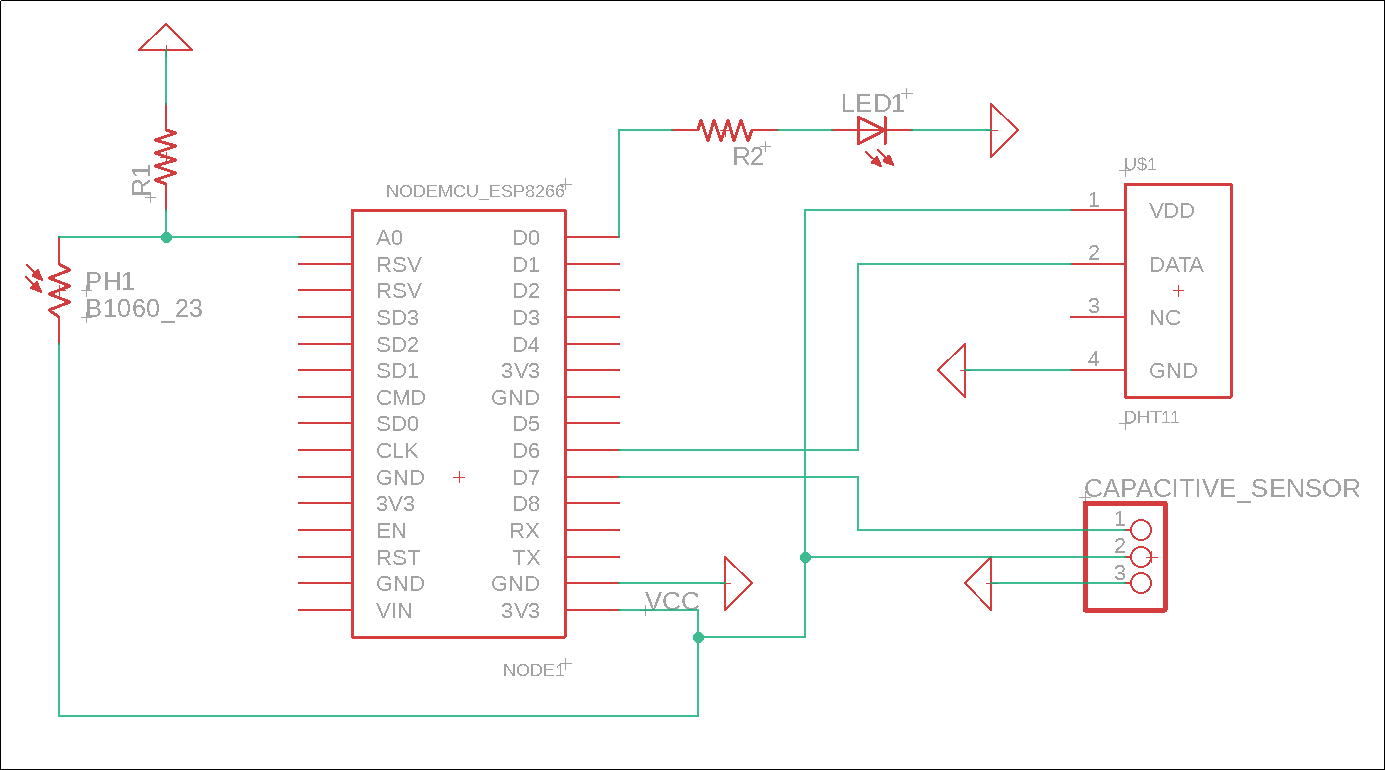 LED1
R2
R1
NODEMCU_ESP8266
A0 D0
RSV D1
RSV D2
SD3 D3
SD2 D4
SD1 3V3
CMD GND
SD0 D5
CLK D6
GND D7
3V3 D8
EN RX
RST TX
GND GND
VIN 3V3
VCC
NODE1
PH1
B1060_23
U$1
1 VDD
2 DATA
3 NC
4 GND
DHT11
CAPACITIVE_SENSOR
1
2
3